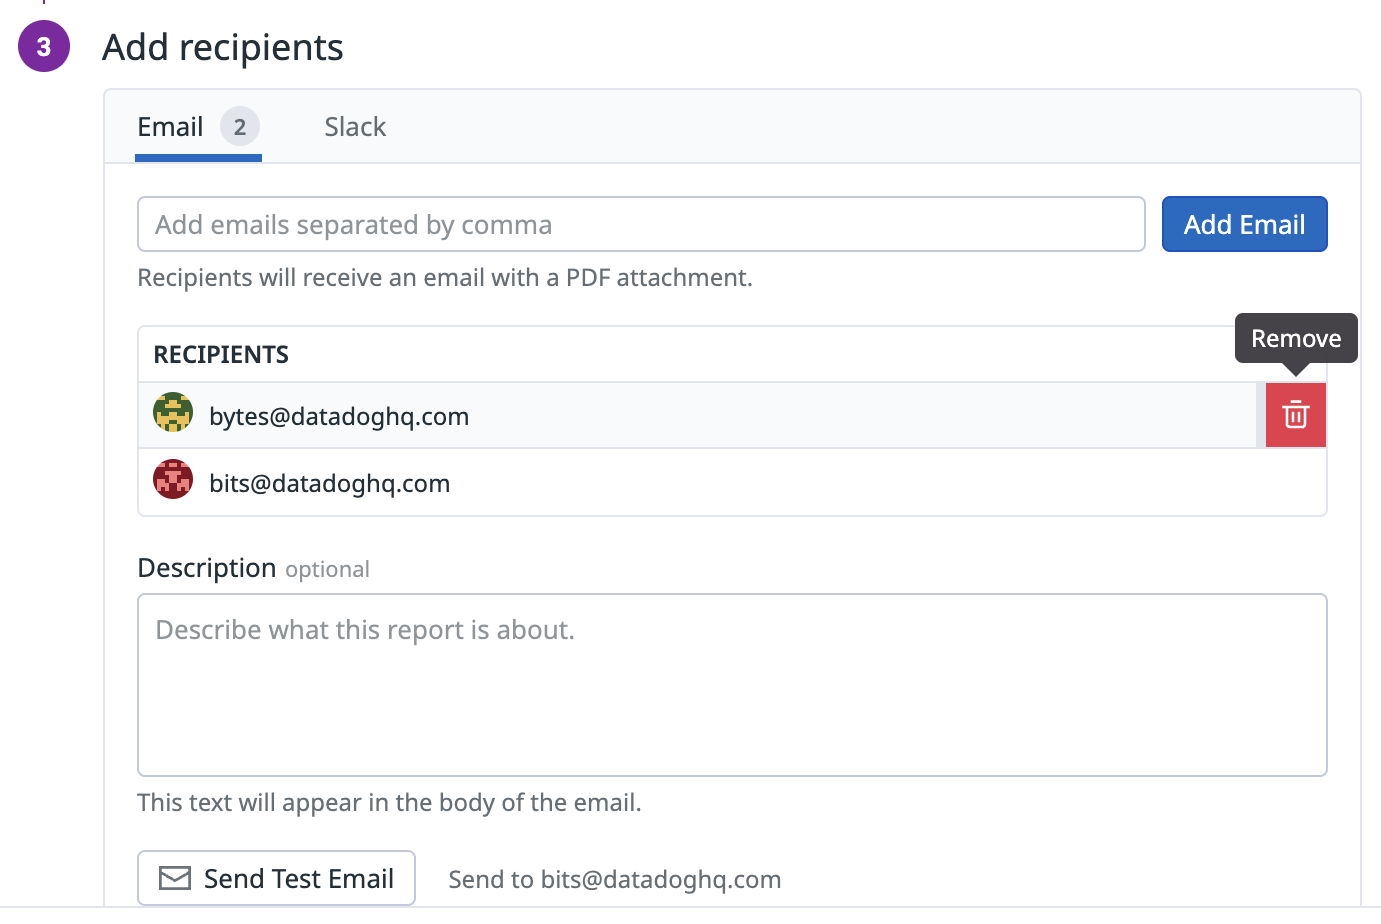 3
Add recipients
Email 2 Slack
Add emails separated by comma
Add Email
Recipients will receive an email with a PDF attachment.
RECIPIENTS
Remove
bytes@datadoghq.com
bits@datadoghq.com
Description optional
Describe what this report is about.
This text will appear in the body of the email.
Send Test Email
Send to bits@datadoghq.com